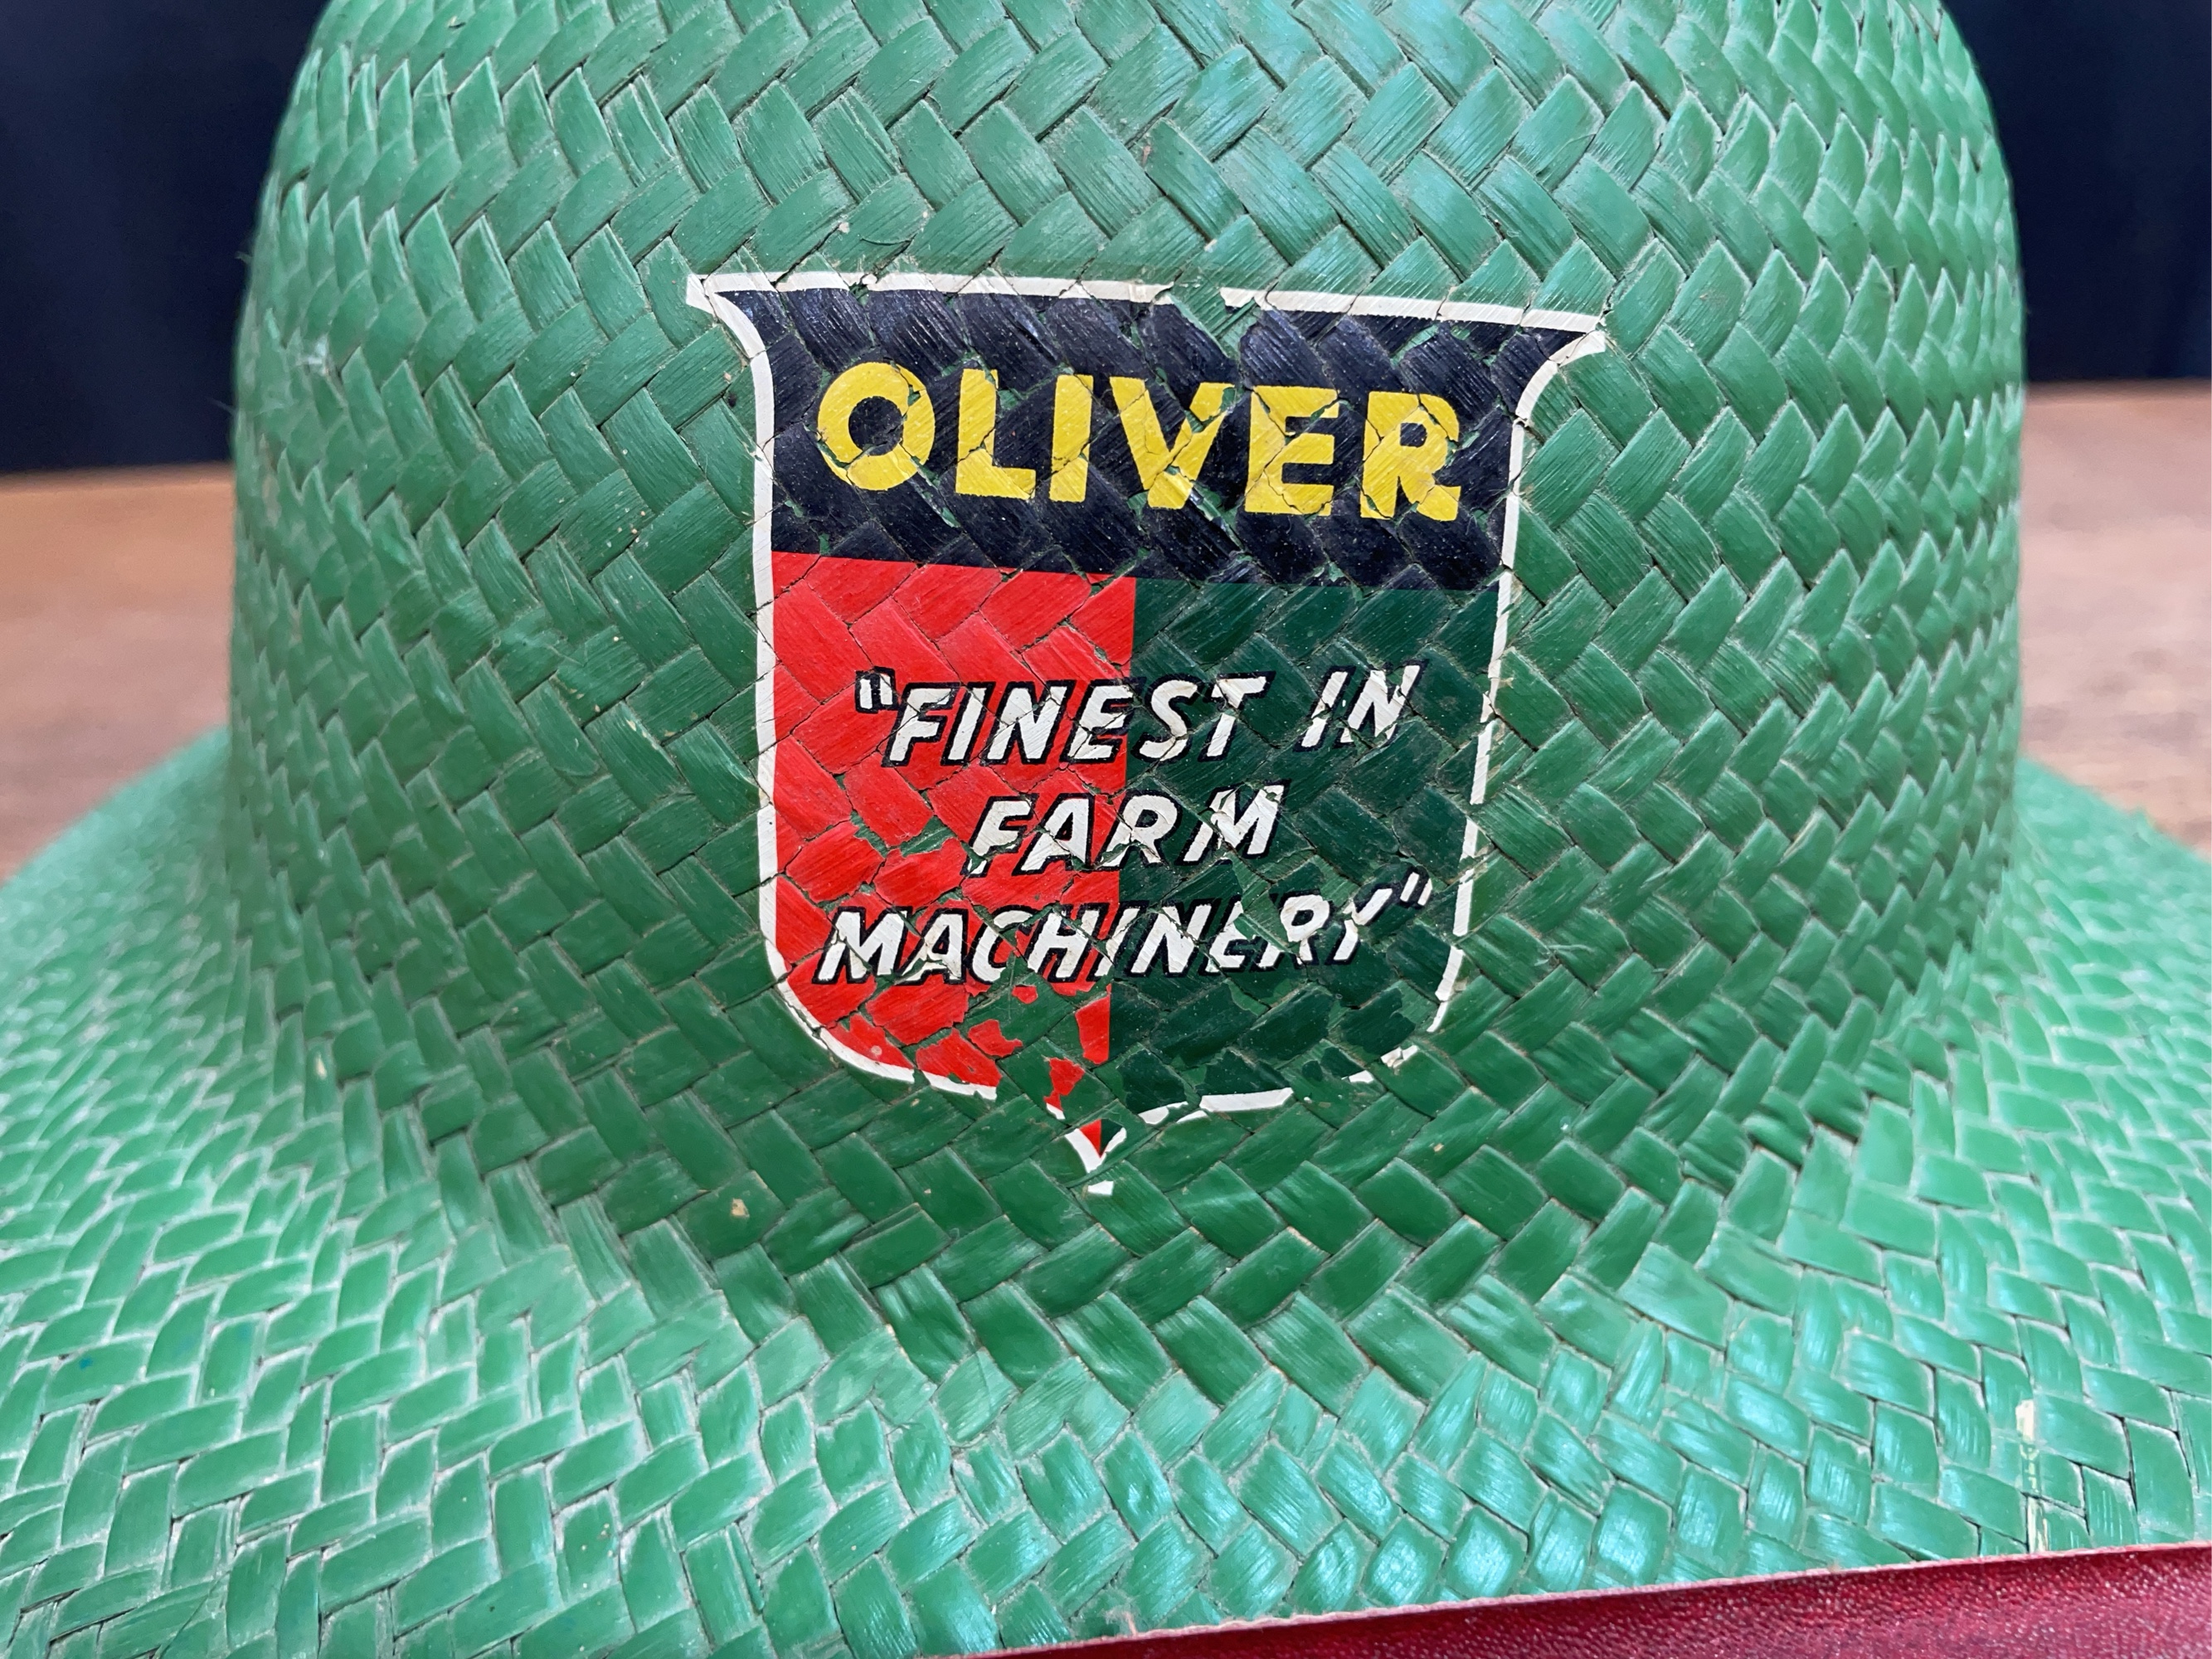 OLIVER
"FINEST IN
FARM
MACHINERY"